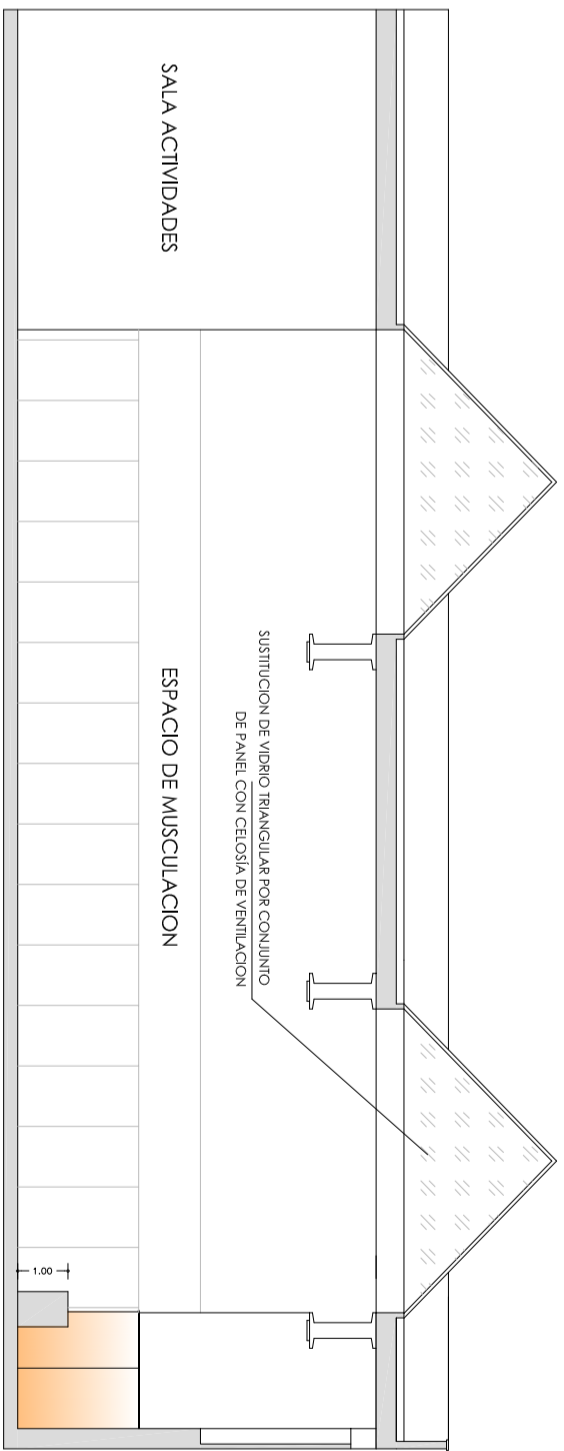 SALA ACTIVIDADES
ESPACIO DE MUSCULACION
SUSTITUCION DE VIDRIO TRIANGULAR POR CONJUNTO
DE PANEL CON CELOSÍA DE VENTILACION
1.00